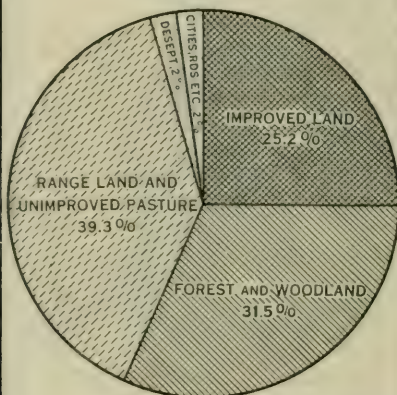 DESEPT, 2%
CITIES, RDS. ETC. 2%
IMPROVED LAND
25.2%
RANGE LAND AND
UNIMPROVED PASTURE
39.3%
FOREST AND WOODLAND
31.5%